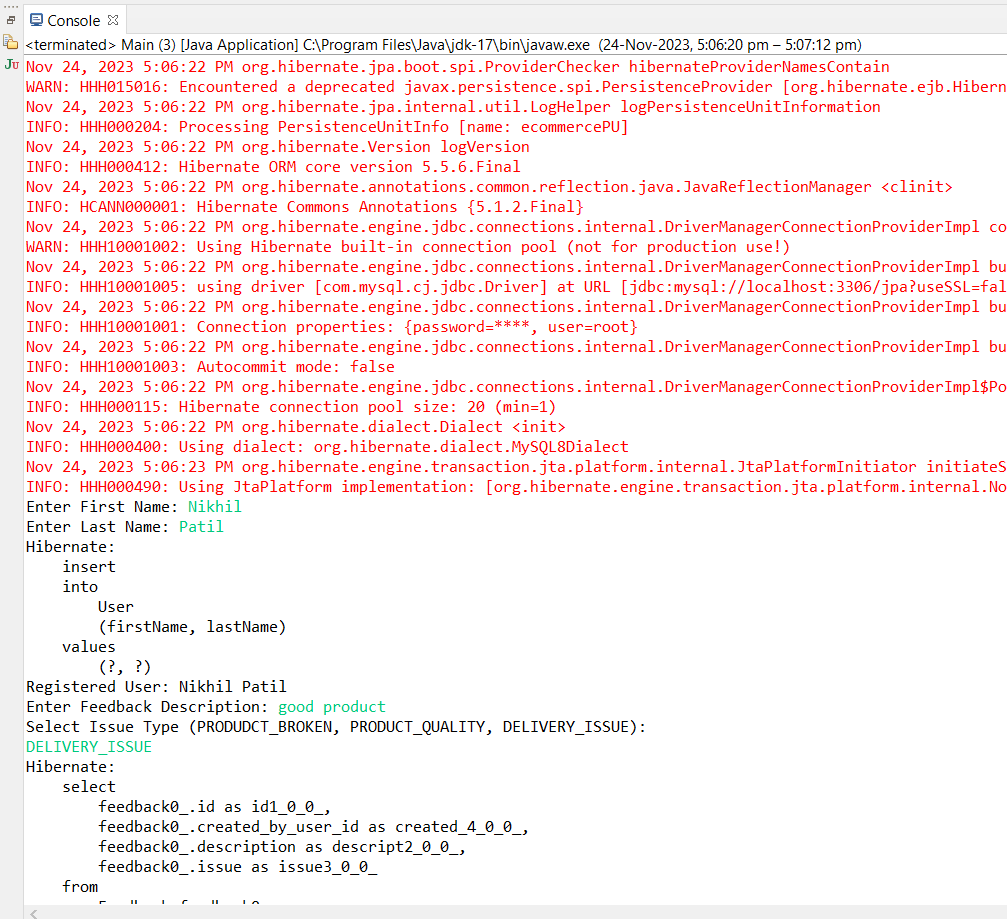 Console
<terminated> Main (3) [Java Application] C:\Program Files\Java\jdk-17\bin\javaw.exe (24-Nov-2023, 5:06:20 pm – 5:07:12 pm)
Ju
Nov 24, 2023 5:06:22 PM org.hibernate.jpa.boot.spi.ProviderChecker hibernateProviderNamesContain
WARN: HHH015016: Encountered a deprecated javax.persistence.spi.PersistenceProvider [org.hibernate.ejb.Hibern
Nov 24, 2023 5:06:22 PM org.hibernate.jpa.internal.util.LogHelper logPersistenceUnitInformation
INFO: HHH000204: Processing PersistenceUnitInfo [name: ecommercePU]
Nov 24, 2023 5:06:22 PM org.hibernate.Version logVersion
INFO: HHH000412: Hibernate ORM core version 5.5.6.Final
Nov 24, 2023 5:06:22 PM org.hibernate.annotations.common.reflection.java.JavaReflectionManager <clinit>
INFO: HCANN000001: Hibernate Commons Annotations {5.1.2.Final}
Nov 24, 2023 5:06:22 PM org.hibernate.engine.jdbc.connections.internal.DriverManagerConnectionProviderImpl co
WARN: HHH10001002: Using Hibernate built-in connection pool (not for production use!)
Nov 24, 2023 5:06:22 PM org.hibernate.engine.jdbc.connections.internal.DriverManagerConnectionProviderImpl bu
INFO: HHH10001005: using driver [com.mysql.cj.jdbc.Driver] at URL [jdbc:mysql://localhost:3306/jpa?useSSL=fal
Nov 24, 2023 5:06:22 PM org.hibernate.engine.jdbc.connections.internal.DriverManagerConnectionProviderImpl bu
INFO: HHH10001001: Connection properties: {password=****, user=root}
Nov 24, 2023 5:06:22 PM org.hibernate.engine.jdbc.connections.internal.DriverManagerConnectionProviderImpl bu
INFO: HHH10001003: Autocommit mode: false
Nov 24, 2023 5:06:22 PM org.hibernate.engine.jdbc.connections.internal.DriverManagerConnectionProviderImpl$Po
INFO: HHH000115: Hibernate connection pool size: 20 (min=1)
Nov 24, 2023 5:06:22 PM org.hibernate.dialect.Dialect <init>
INFO: HHH000400: Using dialect: org.hibernate.dialect.MySQL8Dialect
Nov 24, 2023 5:06:23 PM org.hibernate.engine.transaction.jta.platform.internal.JtaPlatformInitiator initiateS
INFO: HHH000490: Using JtaPlatform implementation: [org.hibernate.engine.transaction.jta.platform.internal.No
Enter First Name: Nikhil
Enter Last Name: Patil
Hibernate:
    insert
    into
        User
        (firstName, lastName)
    values
        (?, ?)
Registered User: Nikhil Patil
Enter Feedback Description: good product
Select Issue Type (PRODUDCT_BROKEN, PRODUCT_QUALITY, DELIVERY_ISSUE):
DELIVERY_ISSUE
Hibernate:
    select
        feedback0_.id as id1_0_0_,
        feedback0_.created_by_user_id as created_4_0_0_,
        feedback0_.description as descript2_0_0_,
        feedback0_.issue as issue3_0_0_
    from